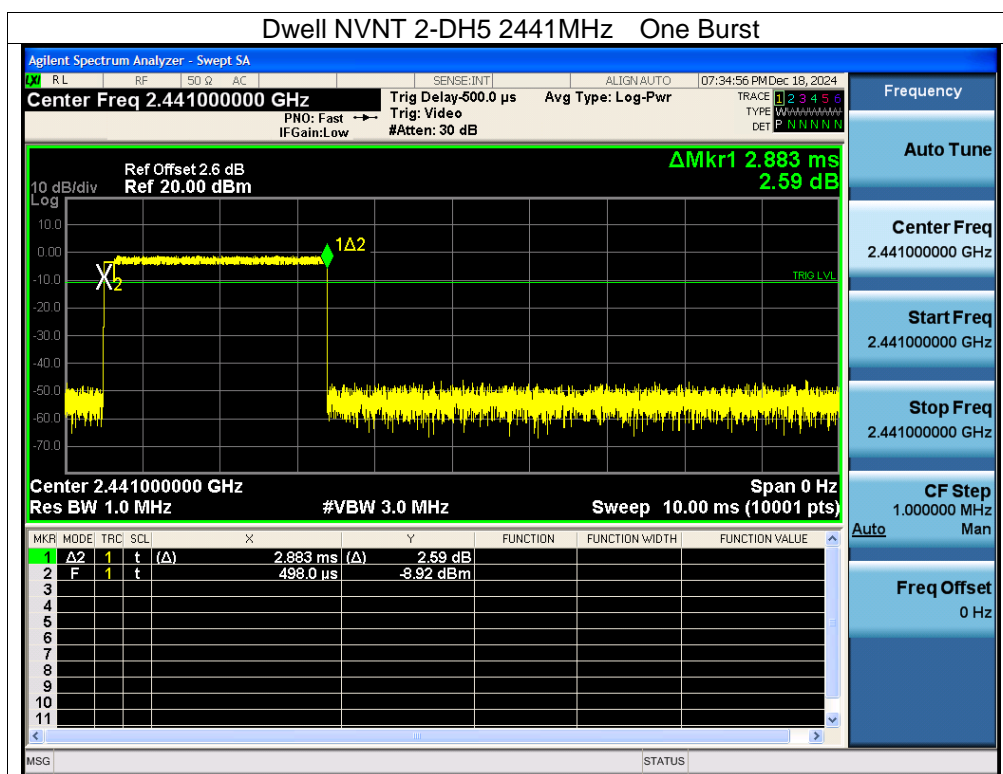 Dwell NVNT 2-DH5 2441MHz One Burst
Agilent Spectrum Analyzer - Swept SA
LXI RL RF 50 Ω AC SENSE:INT ALIGN AUTO 07:34:56 PM Dec 18, 2024
Center Freq 2.441000000 GHz
PNO: Fast
IFGain:Low
Trig Delay-500.0 µs
Trig: Video
#Atten: 30 dB
Avg Type: Log-Pwr
TRACE 1 2 3 4 5 6
TYPE WWWWWW
DET P N N N N N
Ref Offset 2.6 dB
10 dB/div Ref 20.00 dBm
Log
ΔMkr1 2.883 ms
2.59 dB
10.0
0.00
-10.0
-20.0
-30.0
-40.0
-50.0
-60.0
-70.0
1Δ2
X2
TRIG LVL
Center 2.441000000 GHz Span 0 Hz
Res BW 1.0 MHz #VBW 3.0 MHz Sweep 10.00 ms (10001 pts)
MKR MODE TRC SCL X Y FUNCTION FUNCTION WIDTH FUNCTION VALUE
1 Δ2 1 t (Δ) 2.883 ms (Δ) 2.59 dB
2 F 1 t 498.0 µs -8.92 dBm
3
4
5
6
7
8
9
10
11
MSG STATUS
Frequency
Auto Tune
Center Freq
2.441000000 GHz
Start Freq
2.441000000 GHz
Stop Freq
2.441000000 GHz
CF Step
1.000000 MHz
Auto Man
Freq Offset
0 Hz